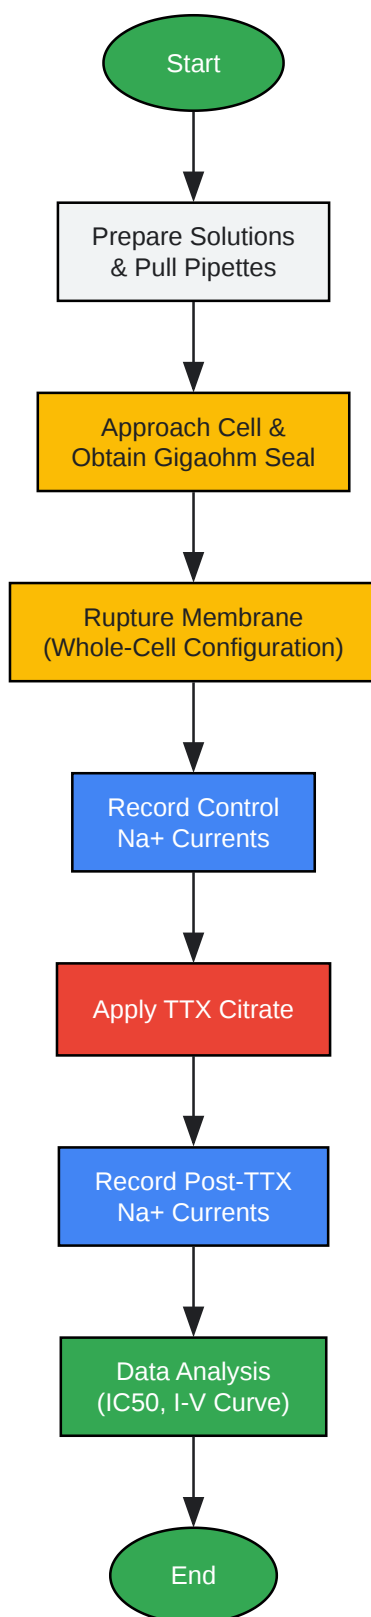 Start
Prepare Solutions
& Pull Pipettes
Approach Cell &
Obtain Gigaohm Seal
Rupture Membrane
(Whole-Cell Configuration)
Record Control
Na+ Currents
Apply TTX Citrate
Record Post-TTX
Na+ Currents
Data Analysis
(IC50, I-V Curve)
End